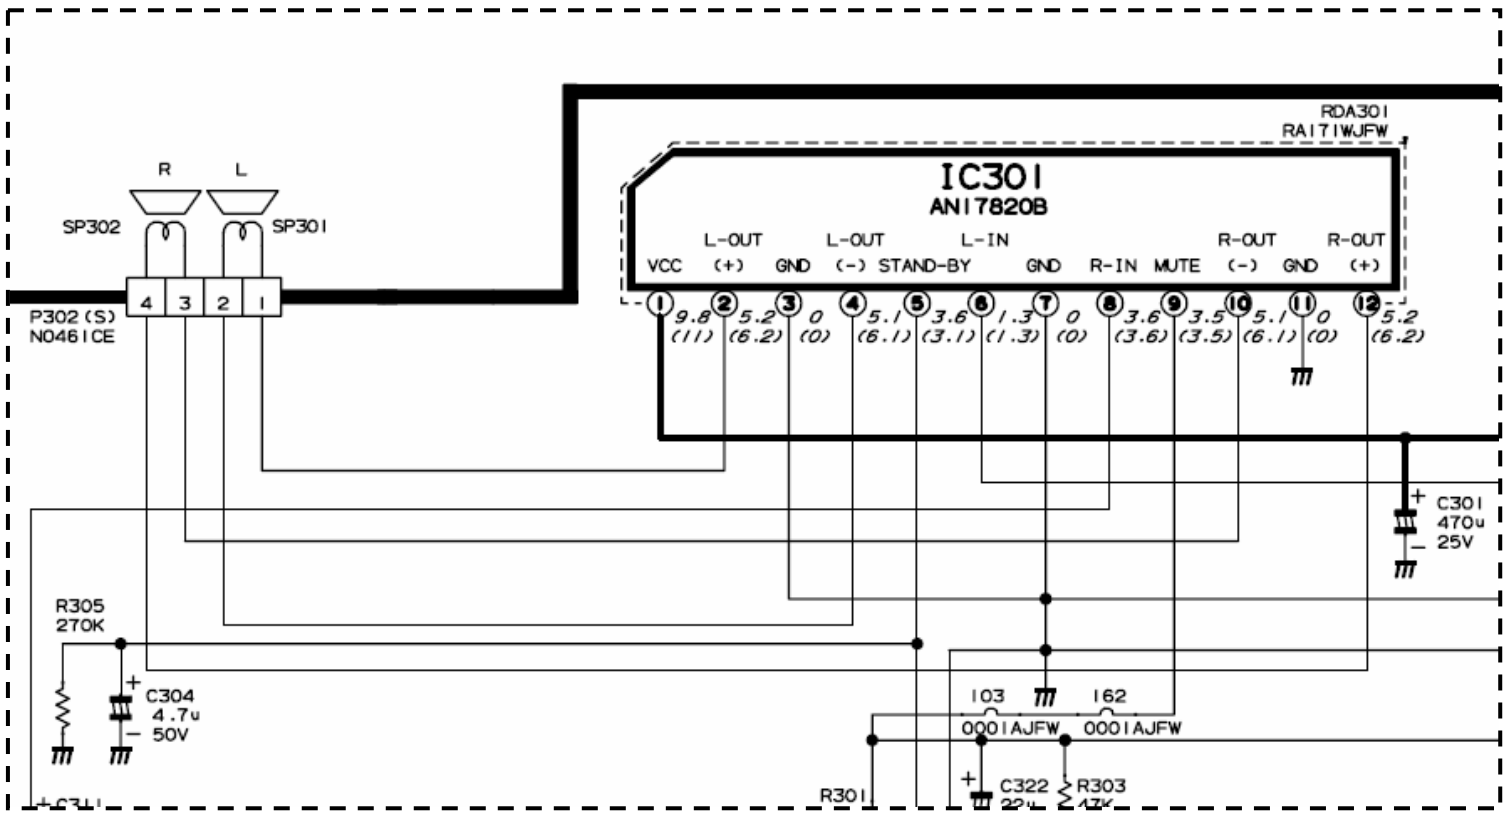 RDA301
RA171WJFW
IC301
AN17820B
R L
SP302 SP301
L-OUT L-OUT L-IN R-OUT R-OUT
VCC (+) GND (-) STAND-BY GND R-IN MUTE (-) GND (+)
4 3 2 1
1 2 3 4 5 6 7 8 9 10 11 12
P302(S)
N0461CE
9.8 5.2 0 5.1 3.6 1.3 0 3.6 3.5 5.1 0 5.2
(11) (6.2) (0) (6.1) (3.1) (1.3) (0) (3.6) (3.5) (6.1) (0) (6.2)
+ C301
470u
- 25V
R305
270K
+ C304
4.7u
- 50V
103 162
0001AJFW 0001AJFW
R301
+ C322
22u
R303
47K
+ C311